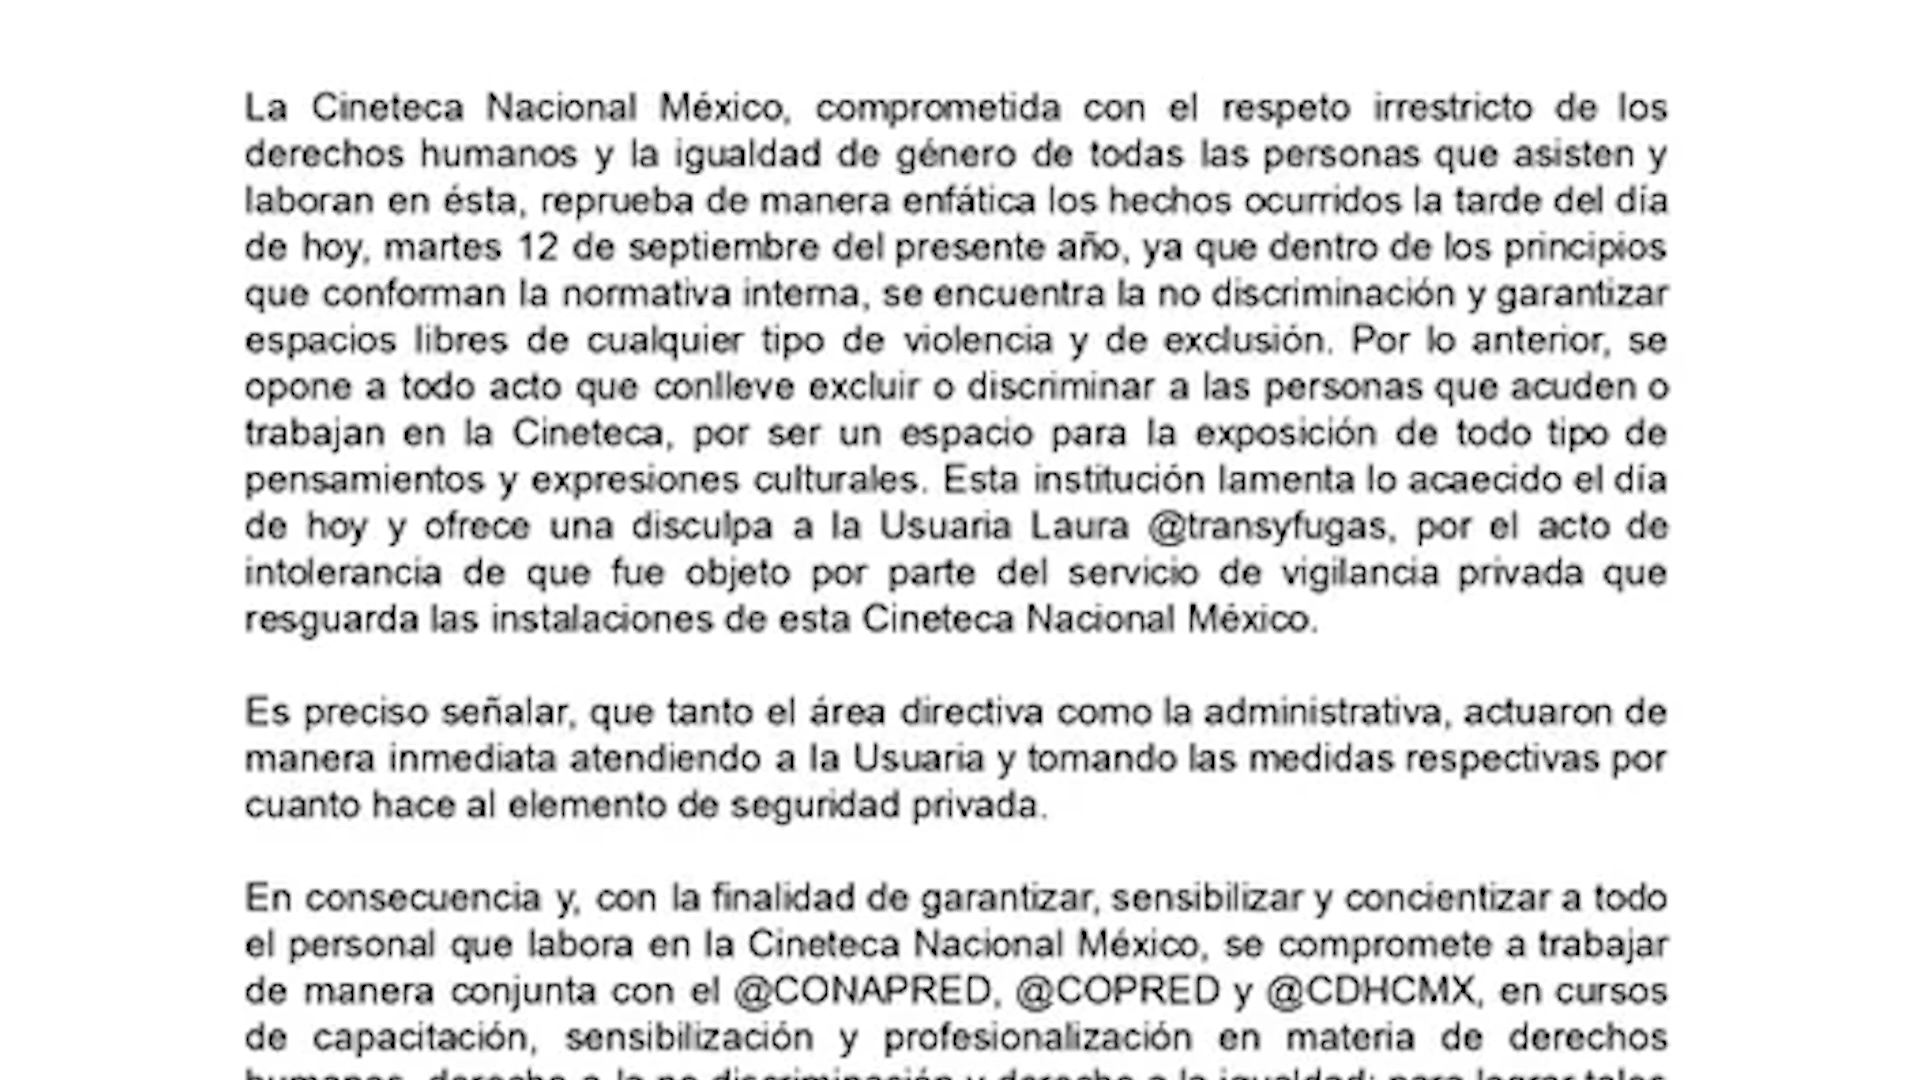 La Cineteca Nacional México, comprometida con el respeto irrestricto de los
derechos humanos y la igualdad de género de todas las personas que asisten y
laboran en ésta, reprueba de manera enfática los hechos ocurridos la tarde del día
de hoy, martes 12 de septiembre del presente año, ya que dentro de los principios
que conforman la normativa interna, se encuentra la no discriminación y garantizar
espacios libres de cualquier tipo de violencia y de exclusión. Por lo anterior, se
opone a todo acto que conlleve excluir o discriminar a las personas que acuden o
trabajan en la Cineteca, por ser un espacio para la exposición de todo tipo de
pensamientos y expresiones culturales. Esta institución lamenta lo acaecido el día
de hoy y ofrece una disculpa a la Usuaria Laura @transyfugas, por el acto de
intolerancia de que fue objeto por parte del servicio de vigilancia privada que
resguarda las instalaciones de esta Cineteca Nacional México.
Es preciso señalar, que tanto el área directiva como la administrativa, actuaron de
manera inmediata atendiendo a la Usuaria y tomando las medidas respectivas por
cuanto hace al elemento de seguridad privada.
En consecuencia y, con la finalidad de garantizar, sensibilizar y concientizar a todo
el personal que labora en la Cineteca Nacional México, se compromete a trabajar
de manera conjunta con el @CONAPRED, @COPRED y @CDHCMX, en cursos
de capacitación, sensibilización y profesionalización en materia de derechos
humanos, derecho a la no discriminación y derecho a la igualdad; para lograr tales